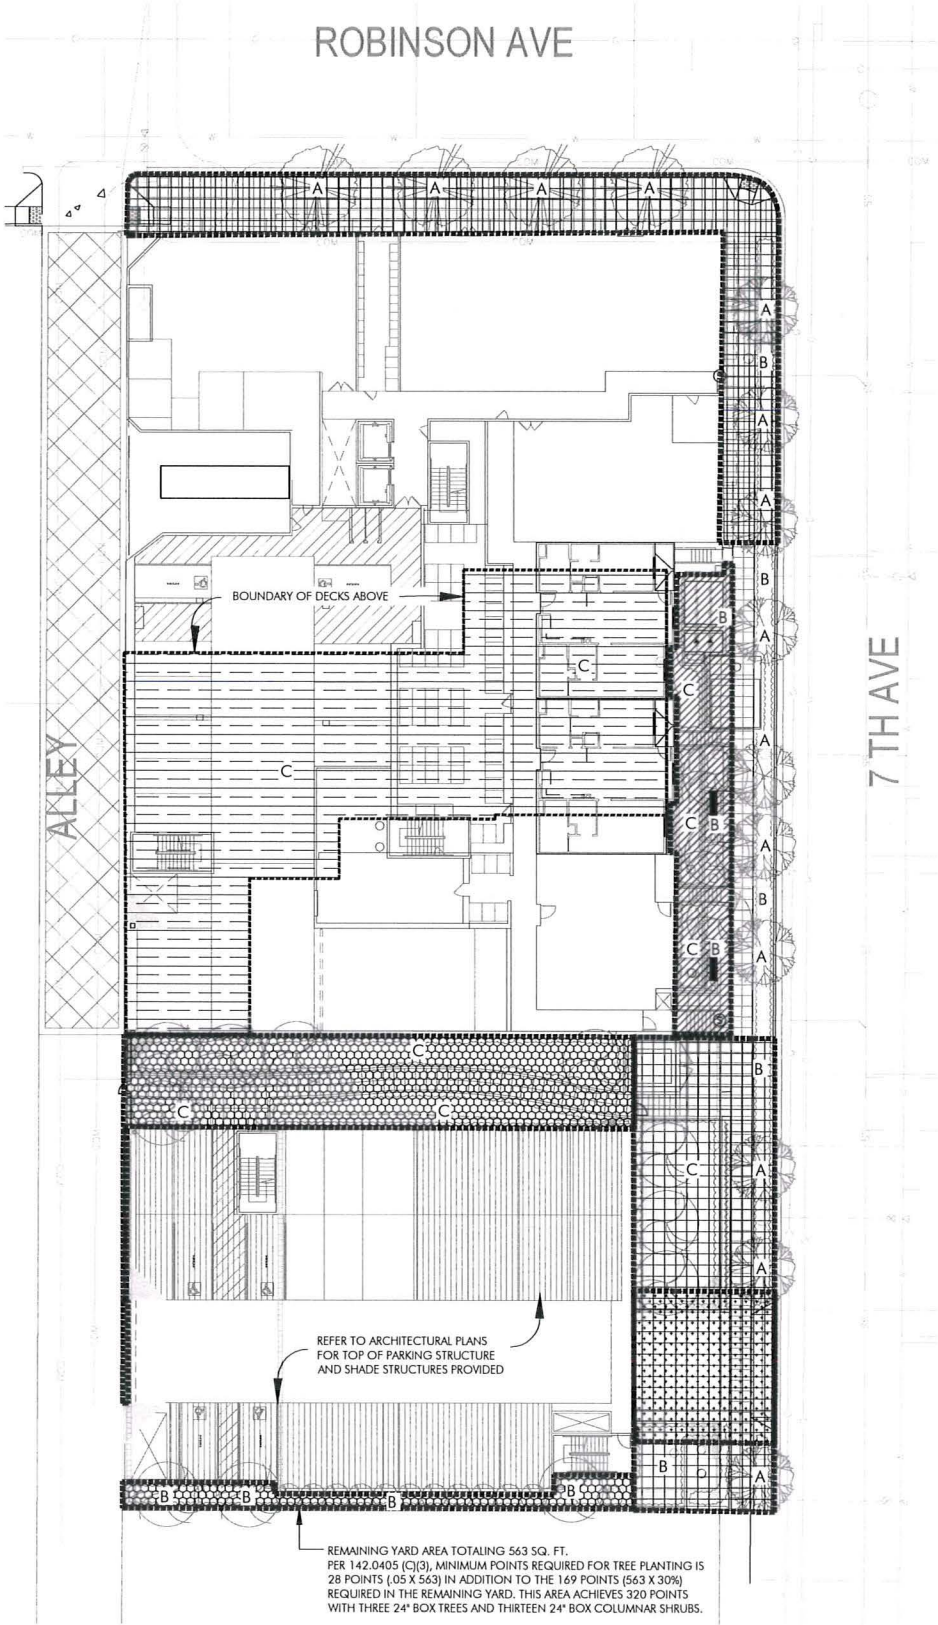 ROBINSON AVE
A A A A
A
B
A
A
BOUNDARY OF DECKS ABOVE
B
B
A
C
C
7 TH AVE
ALLEY
A
C
C B
A
B
C B
A
C
B
C C
C A
A
REFER TO ARCHITECTURAL PLANS
FOR TOP OF PARKING STRUCTURE
AND SHADE STRUCTURES PROVIDED
B A
B B B B
REMAINING YARD AREA TOTALING 563 SQ. FT.
PER 142.0405 (C)(3), MINIMUM POINTS REQUIRED FOR TREE PLANTING IS
28 POINTS (.05 X 563) IN ADDITION TO THE 169 POINTS (563 X 30%)
REQUIRED IN THE REMAINING YARD. THIS AREA ACHIEVES 320 POINTS
WITH THREE 24" BOX TREES AND THIRTEEN 24" BOX COLUMNAR SHRUBS.